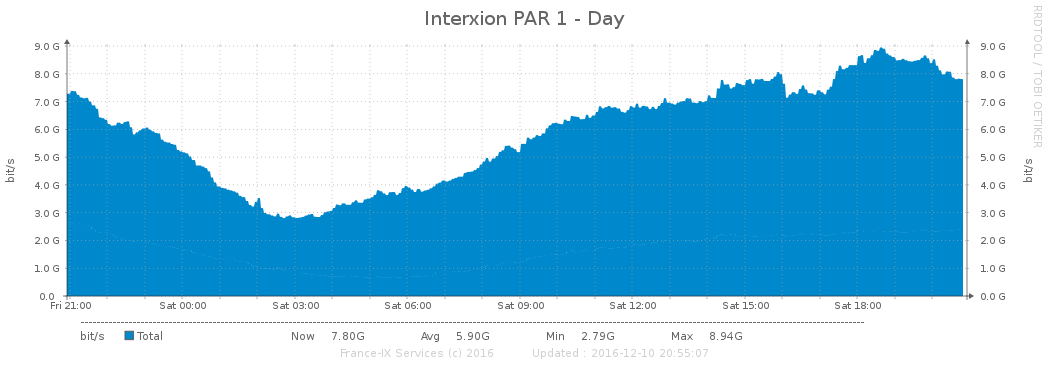 Interxion PAR 1 - Day
RRDTOOL / TOBI OETIKER
bit/s
9.0 G 9.0 G
8.0 G 8.0 G
7.0 G 7.0 G
6.0 G 6.0 G
5.0 G 5.0 G
4.0 G 4.0 G
3.0 G 3.0 G
2.0 G 2.0 G
1.0 G 1.0 G
0.0 0.0 G
bit/s
Fri 21:00 Sat 00:00 Sat 03:00 Sat 06:00 Sat 09:00 Sat 12:00 Sat 15:00 Sat 18:00
bit/s Total Now 7.80G Avg 5.90G Min 2.79G Max 8.94G
France-IX Services (c) 2016 Updated : 2016-12-10 20:55:07